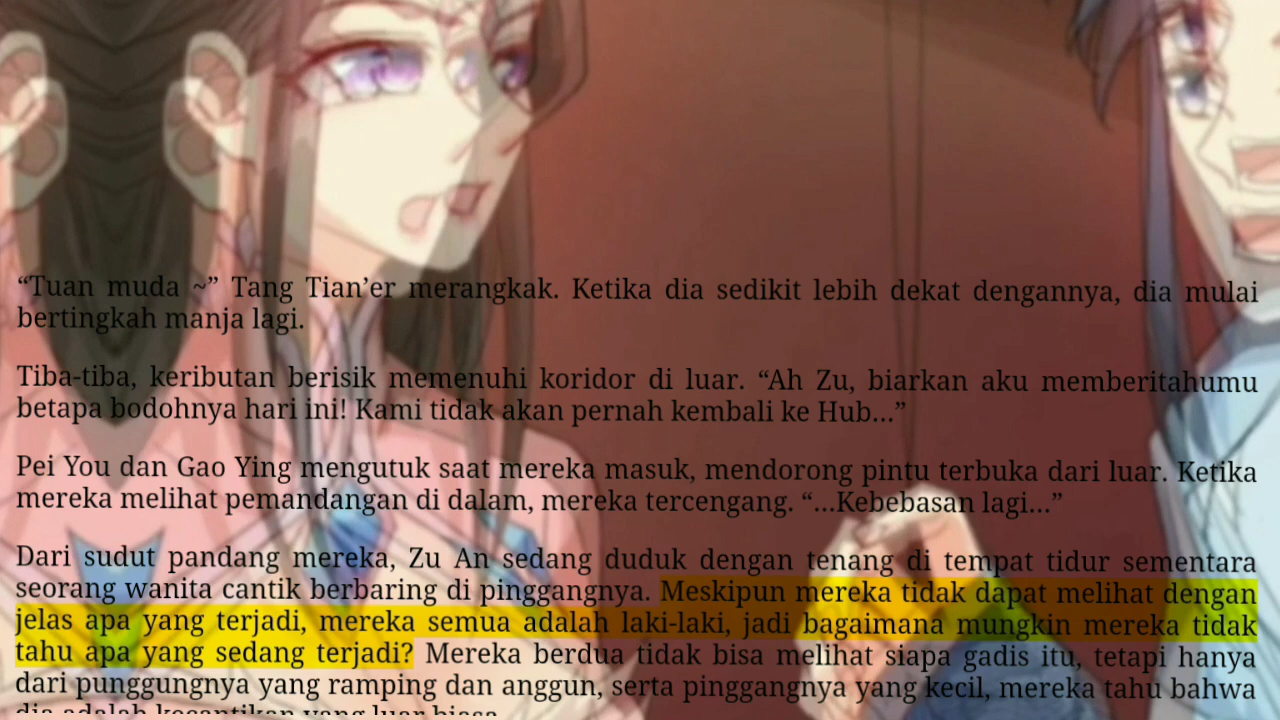 “Tuan muda ~” Tang Tian’er merangkak. Ketika dia sedikit lebih dekat dengannya, dia mulai
bertingkah manja lagi.
Tiba-tiba, keributan berisik memenuhi koridor di luar. “Ah Zu, biarkan aku memberitahumu
betapa bodohnya hari ini! Kami tidak akan pernah kembali ke Hub…”
Pei You dan Gao Ying mengutuk saat mereka masuk, mendorong pintu terbuka dari luar. Ketika
mereka melihat pemandangan di dalam, mereka tercengang. “…Kebebasan lagi…”
Dari sudut pandang mereka, Zu An sedang duduk dengan tenang di tempat tidur sementara
seorang wanita cantik berbaring di pinggangnya. Meskipun mereka tidak dapat melihat dengan
jelas apa yang terjadi, mereka semua adalah laki-laki, jadi bagaimana mungkin mereka tidak
tahu apa yang sedang terjadi? Mereka berdua tidak bisa melihat siapa gadis itu, tetapi hanya
dari punggungnya yang ramping dan anggun, serta pinggangnya yang kecil, mereka tahu bahwa
dia adalah kecantikan yang luar biasa.